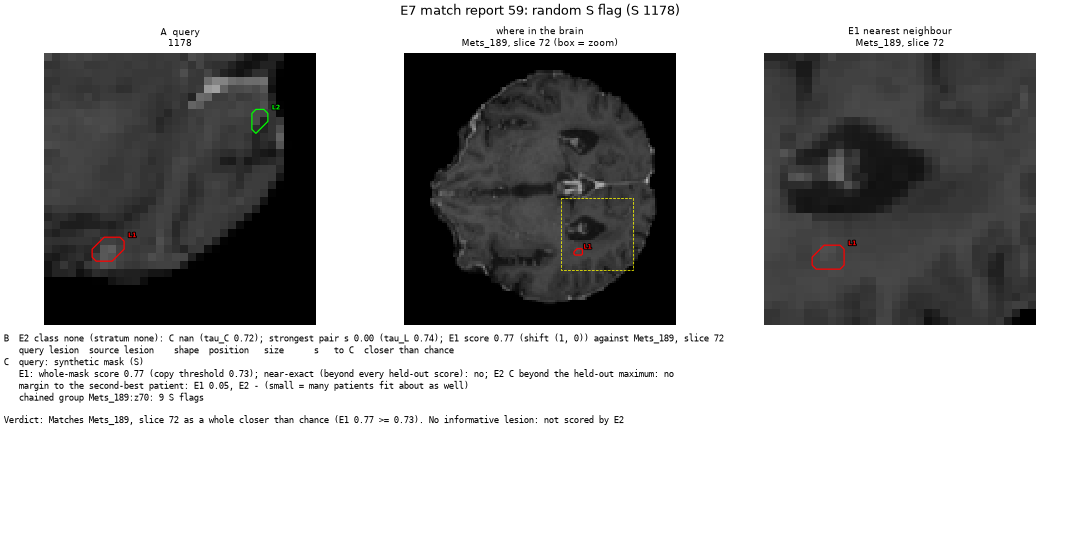 E7 match report 59: random S flag (S 1178)
A query
1178
where in the brain
Mets_189, slice 72 (box = zoom)
E1 nearest neighbour
Mets_189, slice 72
L2
L1
L1
L1
B E2 class none (stratum none): C nan (tau_C 0.72); strongest pair s 0.00 (tau_L 0.74); E1 score 0.77 (shift (1, 0)) against Mets_189, slice 72
query lesion source lesion shape position size s to C closer than chance
C query: synthetic mask (S)
E1: whole-mask score 0.77 (copy threshold 0.73); near-exact (beyond every held-out score): no; E2 C beyond the held-out maximum: no
margin to the second-best patient: E1 0.05, E2 - (small = many patients fit about as well)
chained group Mets_189:z70: 9 S flags
Verdict: Matches Mets_189, slice 72 as a whole closer than chance (E1 0.77 >= 0.73). No informative lesion: not scored by E2